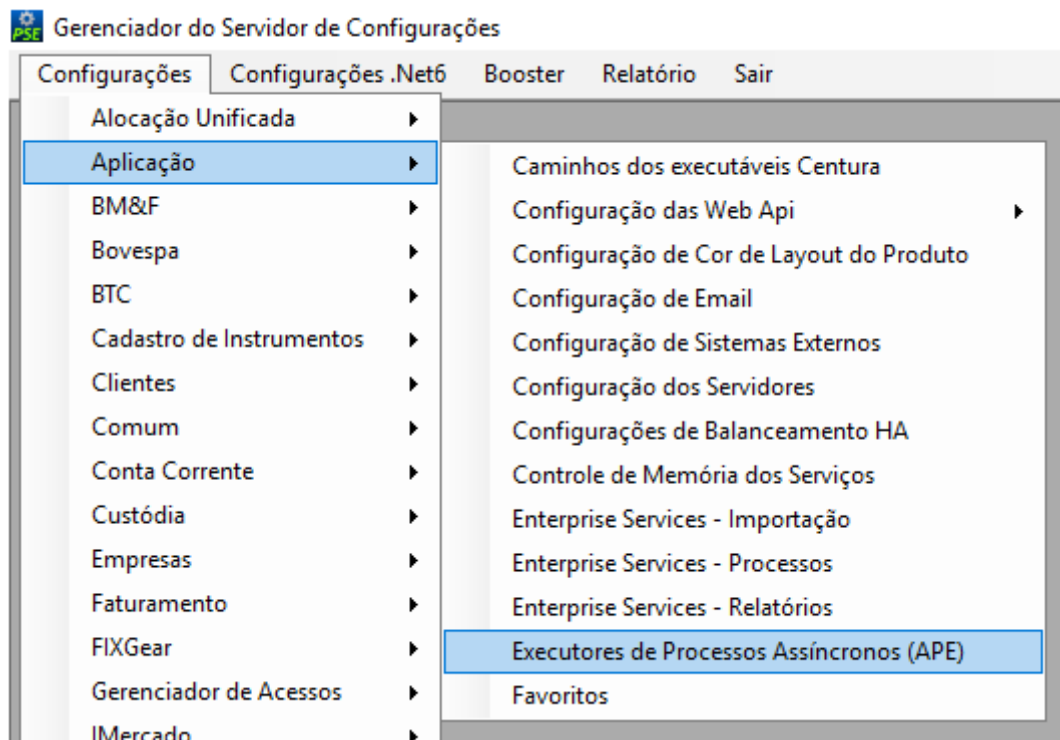 PSE Gerenciador do Servidor de Configurações
Configurações Configurações .Net6 Booster Relatório Sair
Alocação Unificada
Aplicação
BM&F
Bovespa
BTC
Cadastro de Instrumentos
Clientes
Comum
Conta Corrente
Custódia
Empresas
Faturamento
FIXGear
Gerenciador de Acessos
IMercado
Caminhos dos executáveis Centura
Configuração das Web Api
Configuração de Cor de Layout do Produto
Configuração de Email
Configuração de Sistemas Externos
Configuração dos Servidores
Configurações de Balanceamento HA
Controle de Memória dos Serviços
Enterprise Services - Importação
Enterprise Services - Processos
Enterprise Services - Relatórios
Executores de Processos Assíncronos (APE)
Favoritos